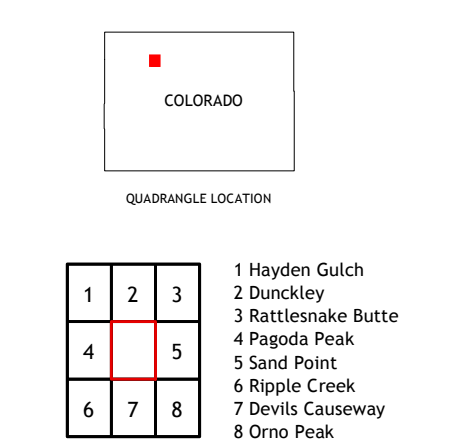 COLORADO
QUADRANGLE LOCATION
1 2 3
4 5
6 7 8
1 Hayden Gulch
2 Dunckley
3 Rattlesnake Butte
4 Pagoda Peak
5 Sand Point
6 Ripple Creek
7 Devils Causeway
8 Orno Peak